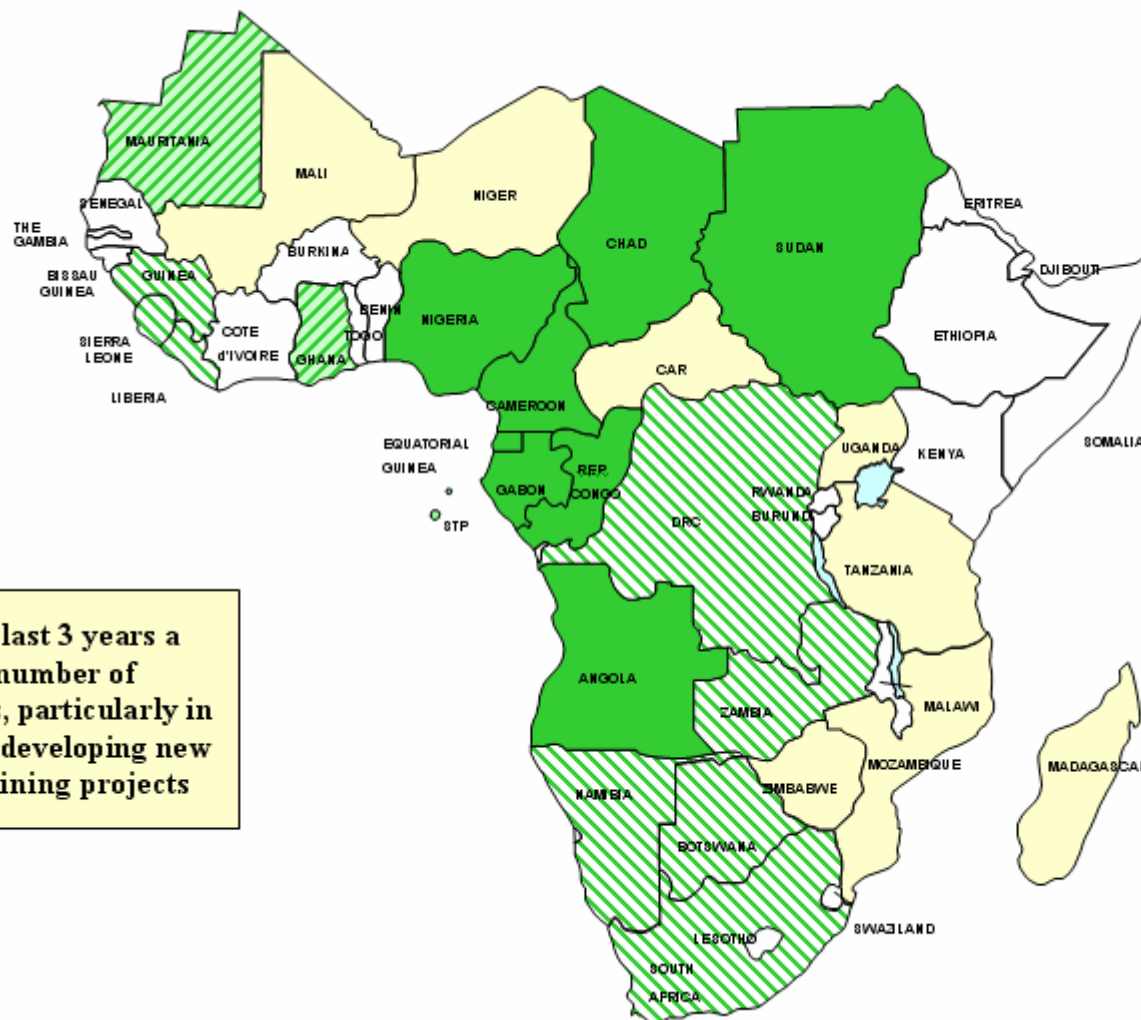 MAURITANIA
MALI
NIGER
CHAD
SUDAN
ERITREA
DJIBOUTI
SENEGAL
THE
GAMBIA
BISSAU
GUINEA
GUINEA
BURKINA
BENIN
TOGO
NIGERIA
SIERRA
LEONE
COTE
d'IVOIRE
GHANA
LIBERIA
ETHIOPIA
CAR
CAMEROON
EQUATORIAL
GUINEA
UGANDA
KENYA
SOMALIA
GABON
REP.
CONGO
STP
DRC
RWANDA
BURUNDI
TANZANIA
last 3 years a
number of
, particularly in
developing new
ining projects
ANGOLA
ZAMBIA
MALAWI
MOZAMBIQUE
MADAGASCAR
NAMIBIA
ZIMBABWE
BOTSWANA
SWAZILAND
LESOTHO
SOUTH
AFRICA